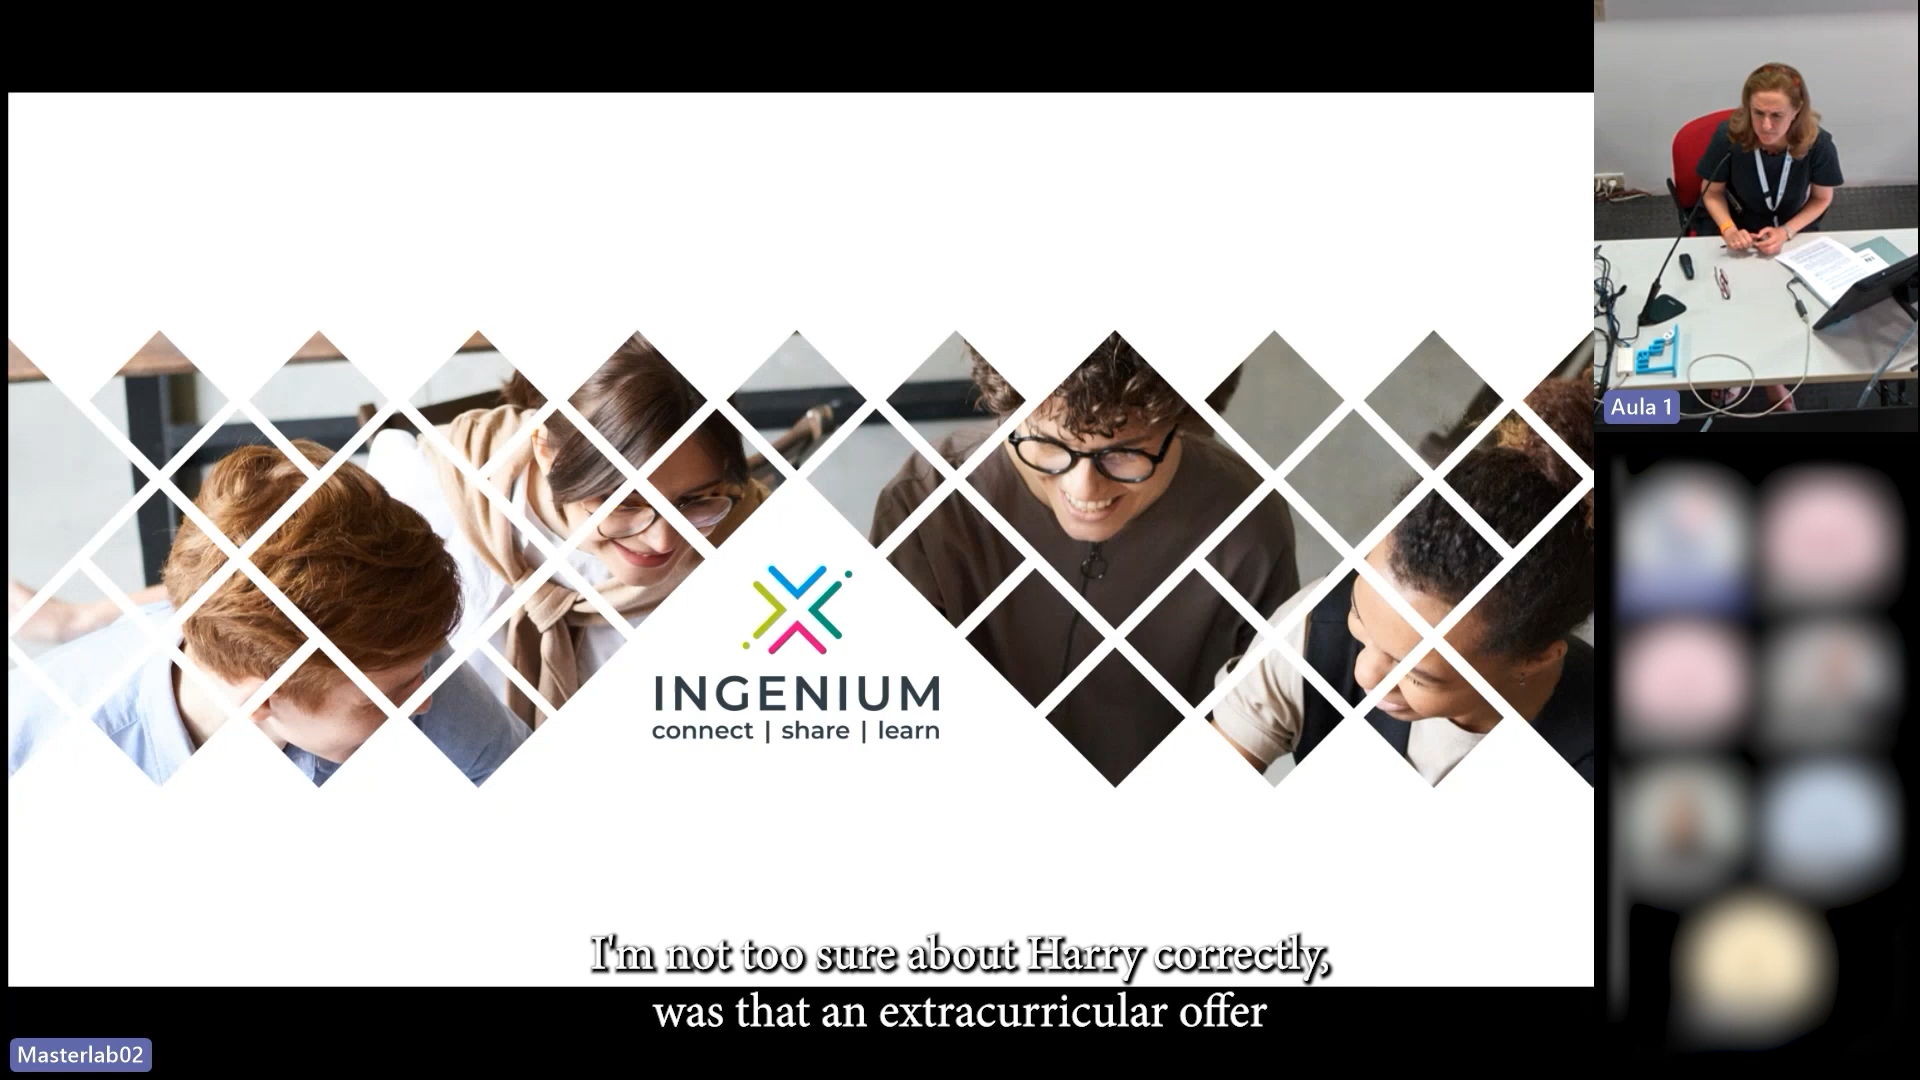 INGENIUM
connect | share | learn
Aula 1
I'm not too sure about Harry correctly,
was that an extracurricular offer
Masterlab02